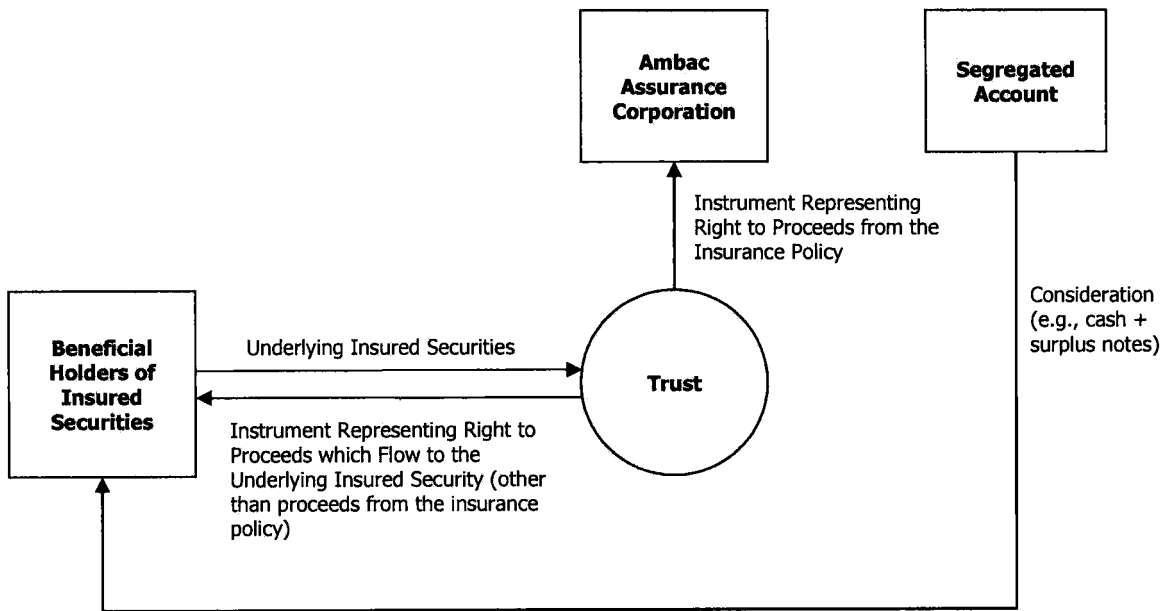 Ambac
Assurance
Corporation
Segregated
Account
Instrument Representing
Right to Proceeds from the
Insurance Policy
Consideration
(e.g., cash +
surplus notes)
Beneficial
Holders of
Insured
Securities
Underlying Insured Securities
Trust
Instrument Representing Right to
Proceeds which Flow to the
Underlying Insured Security (other
than proceeds from the insurance
policy)